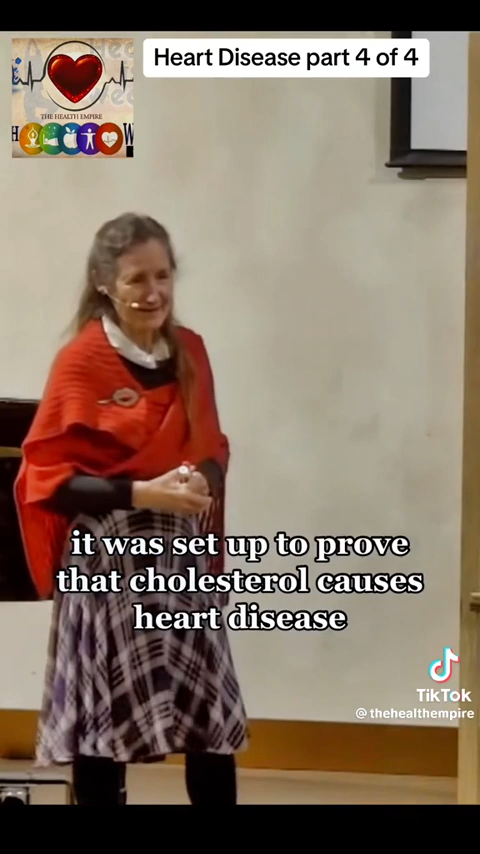 Heart Disease part 4 of 4
THE HEALTH EMPIRE
it was set up to prove
that cholesterol causes
heart disease
TikTok
@thehealthempire